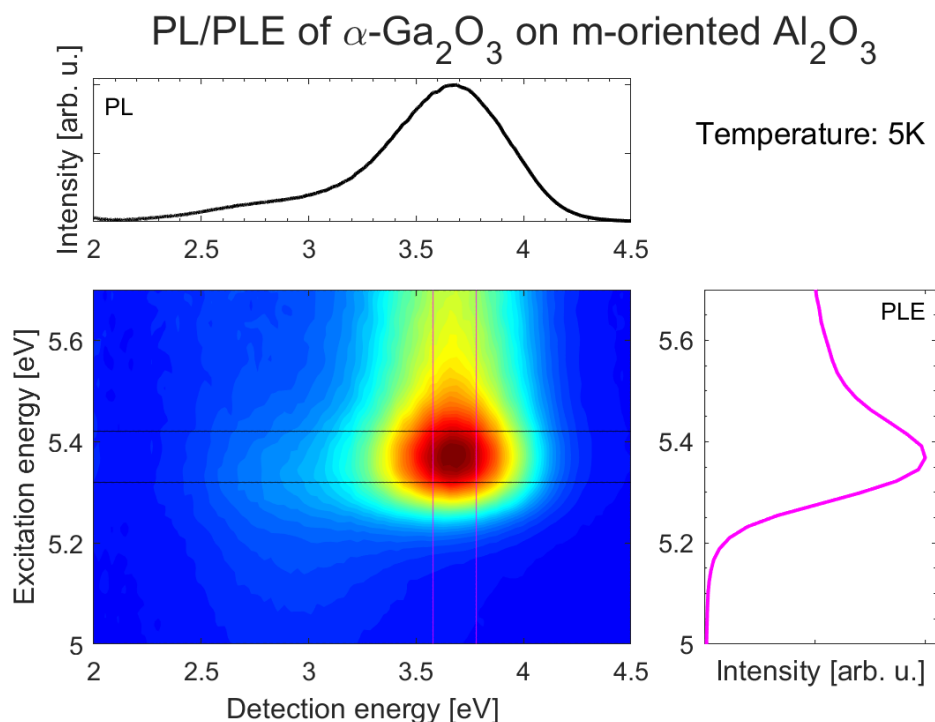 PL/PLE of α-Ga₂O₃ on m-oriented Al₂O₃
Intensity [arb. u.]
PL
2 2.5 3 3.5 4 4.5
Temperature: 5K
Excitation energy [eV]
5.6
5.4
5.2
5
2 2.5 3 3.5 4 4.5
Detection energy [eV]
PLE
5.6
5.4
5.2
5
Intensity [arb. u.]